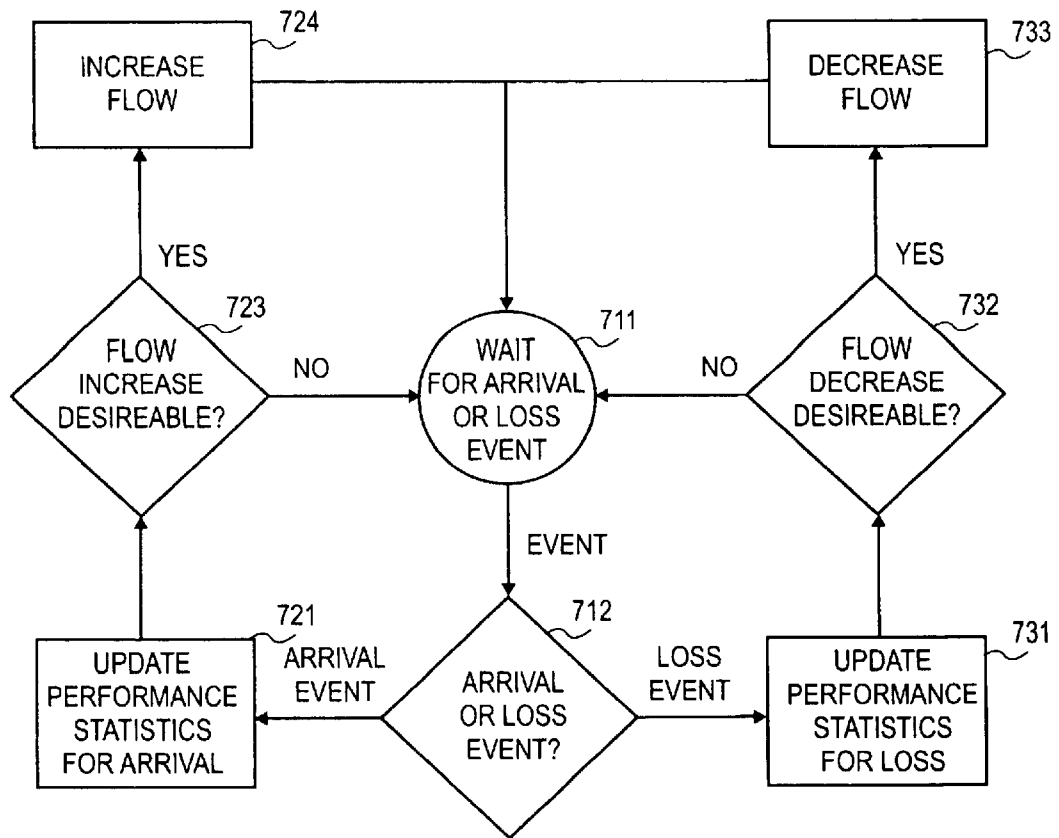 724
INCREASE
FLOW
733
DECREASE
FLOW
YES
YES
723
FLOW
INCREASE
DESIREABLE?
NO
711
WAIT
FOR ARRIVAL
OR LOSS
EVENT
NO
732
FLOW
DECREASE
DESIREABLE?
EVENT
721
UPDATE
PERFORMANCE
STATISTICS
FOR ARRIVAL
ARRIVAL
EVENT
712
ARRIVAL
OR LOSS
EVENT?
LOSS
EVENT
731
UPDATE
PERFORMANCE
STATISTICS
FOR LOSS